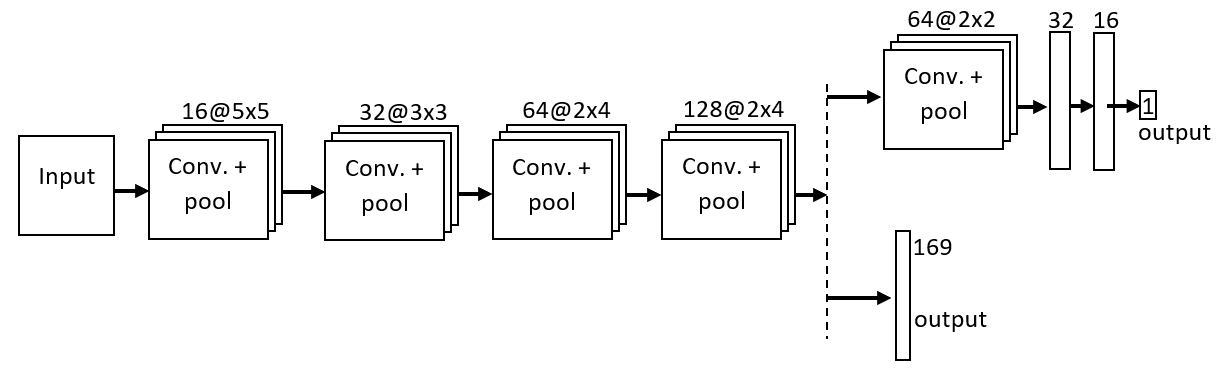 Input
16@5x5
Conv. +
pool
32@3x3
Conv. +
pool
64@2x4
Conv. +
pool
128@2x4
Conv. +
pool
64@2x2
Conv. +
pool
32
16
1
output
169
output